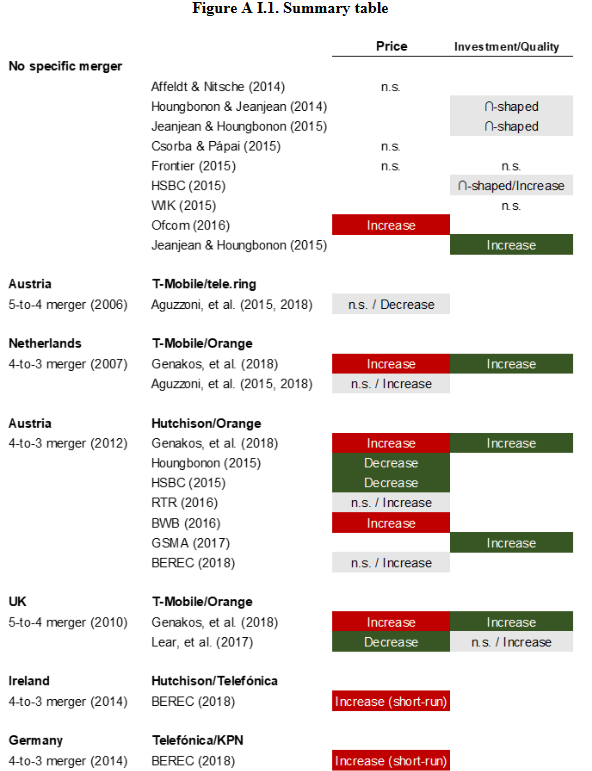 Figure A I.1. Summary table
Price Investment/Quality
No specific merger
Affeldt & Nitsche (2014) n.s.
Houngbonon & Jeanjean (2014) ∩-shaped
Jeanjean & Houngbonon (2015) ∩-shaped
Csorba & Pápai (2015) n.s.
Frontier (2015) n.s. n.s.
HSBC (2015) ∩-shaped/Increase
WIK (2015) n.s.
Ofcom (2016) Increase
Jeanjean & Houngbonon (2015) Increase
Austria T-Mobile/tele.ring
5-to-4 merger (2006) Aguzzoni, et al. (2015, 2018) n.s. / Decrease
Netherlands T-Mobile/Orange
4-to-3 merger (2007) Genakos, et al. (2018) Increase Increase
Aguzzoni, et al. (2015, 2018) n.s. / Increase
Austria Hutchison/Orange
4-to-3 merger (2012) Genakos, et al. (2018) Increase Increase
Houngbonon (2015) Decrease
HSBC (2015) Decrease
RTR (2016) n.s. / Increase
BWB (2016) Increase
GSMA (2017) Increase
BEREC (2018) n.s. / Increase
UK T-Mobile/Orange
5-to-4 merger (2010) Genakos, et al. (2018) Increase Increase
Lear, et al. (2017) Decrease n.s. / Increase
Ireland Hutchison/Telefónica
4-to-3 merger (2014) BEREC (2018) Increase (short-run)
Germany Telefónica/KPN
4-to-3 merger (2014) BEREC (2018) Increase (short-run)